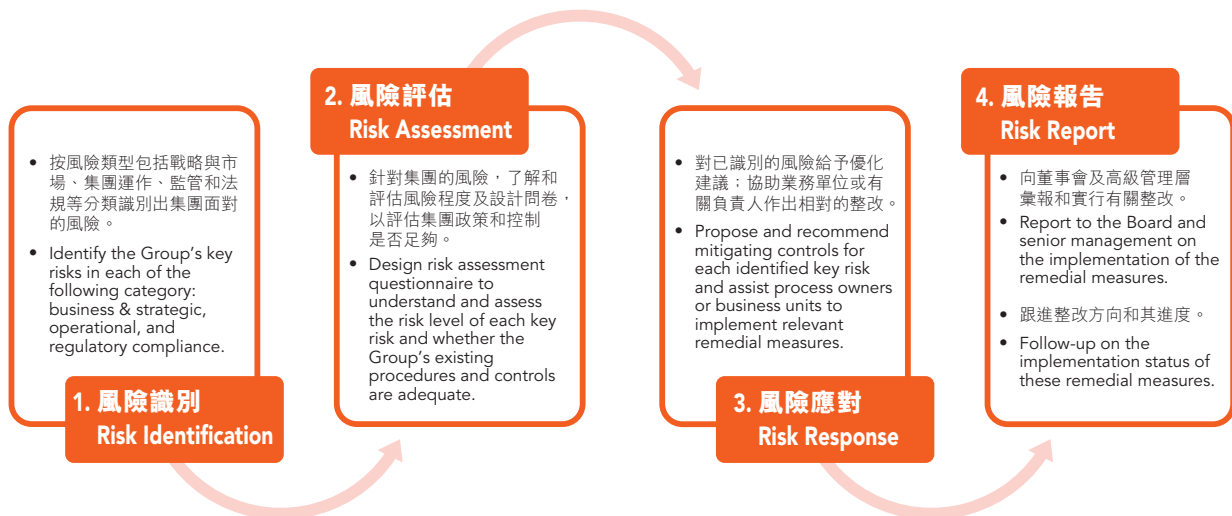 • 按風險類型包括戰略與市
場、集團運作、監管和法
規等分類識別出集團面對
的風險。
• Identify the Group’s key
risks in each of the
following category:
business & strategic,
operational, and
regulatory compliance.
1. 風險識別
Risk Identification
2. 風險評估
Risk Assessment
• 針對集團的風險，了解和
評估風險程度及設計問卷，
以評估集團政策和控制
是否足夠。
• Design risk assessment
questionnaire to
understand and assess
the risk level of each key
risk and whether the
Group’s existing
procedures and controls
are adequate.
• 對已識別的風險給予優化
建議；協助業務單位或有
關負責人作出相對的整改。
• Propose and recommend
mitigating controls for
each identified key risk
and assist process owners
or business units to
implement relevant
remedial measures.
3. 風險應對
Risk Response
4. 風險報告
Risk Report
• 向董事會及高級管理層
彙報和實行有關整改。
• Report to the Board and
senior management on
the implementation of the
remedial measures.
• 跟進整改方向和其進度。
• Follow-up on the
implementation status of
these remedial measures.